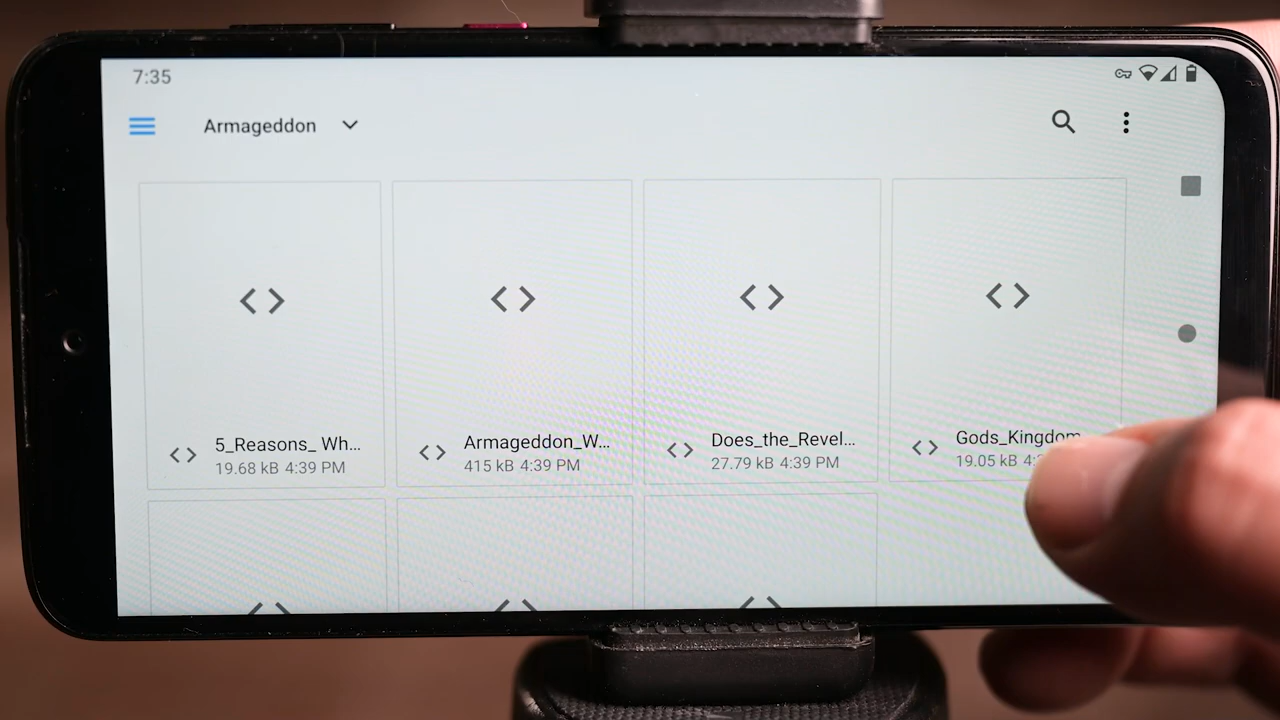 7:35
Armageddon
5_Reasons_ Wh...
19.68 kB 4:39 PM
Armageddon_W...
415 kB 4:39 PM
Does_the_Revel...
27.79 kB 4:39 PM
Gods_Kingdom
19.05 kB